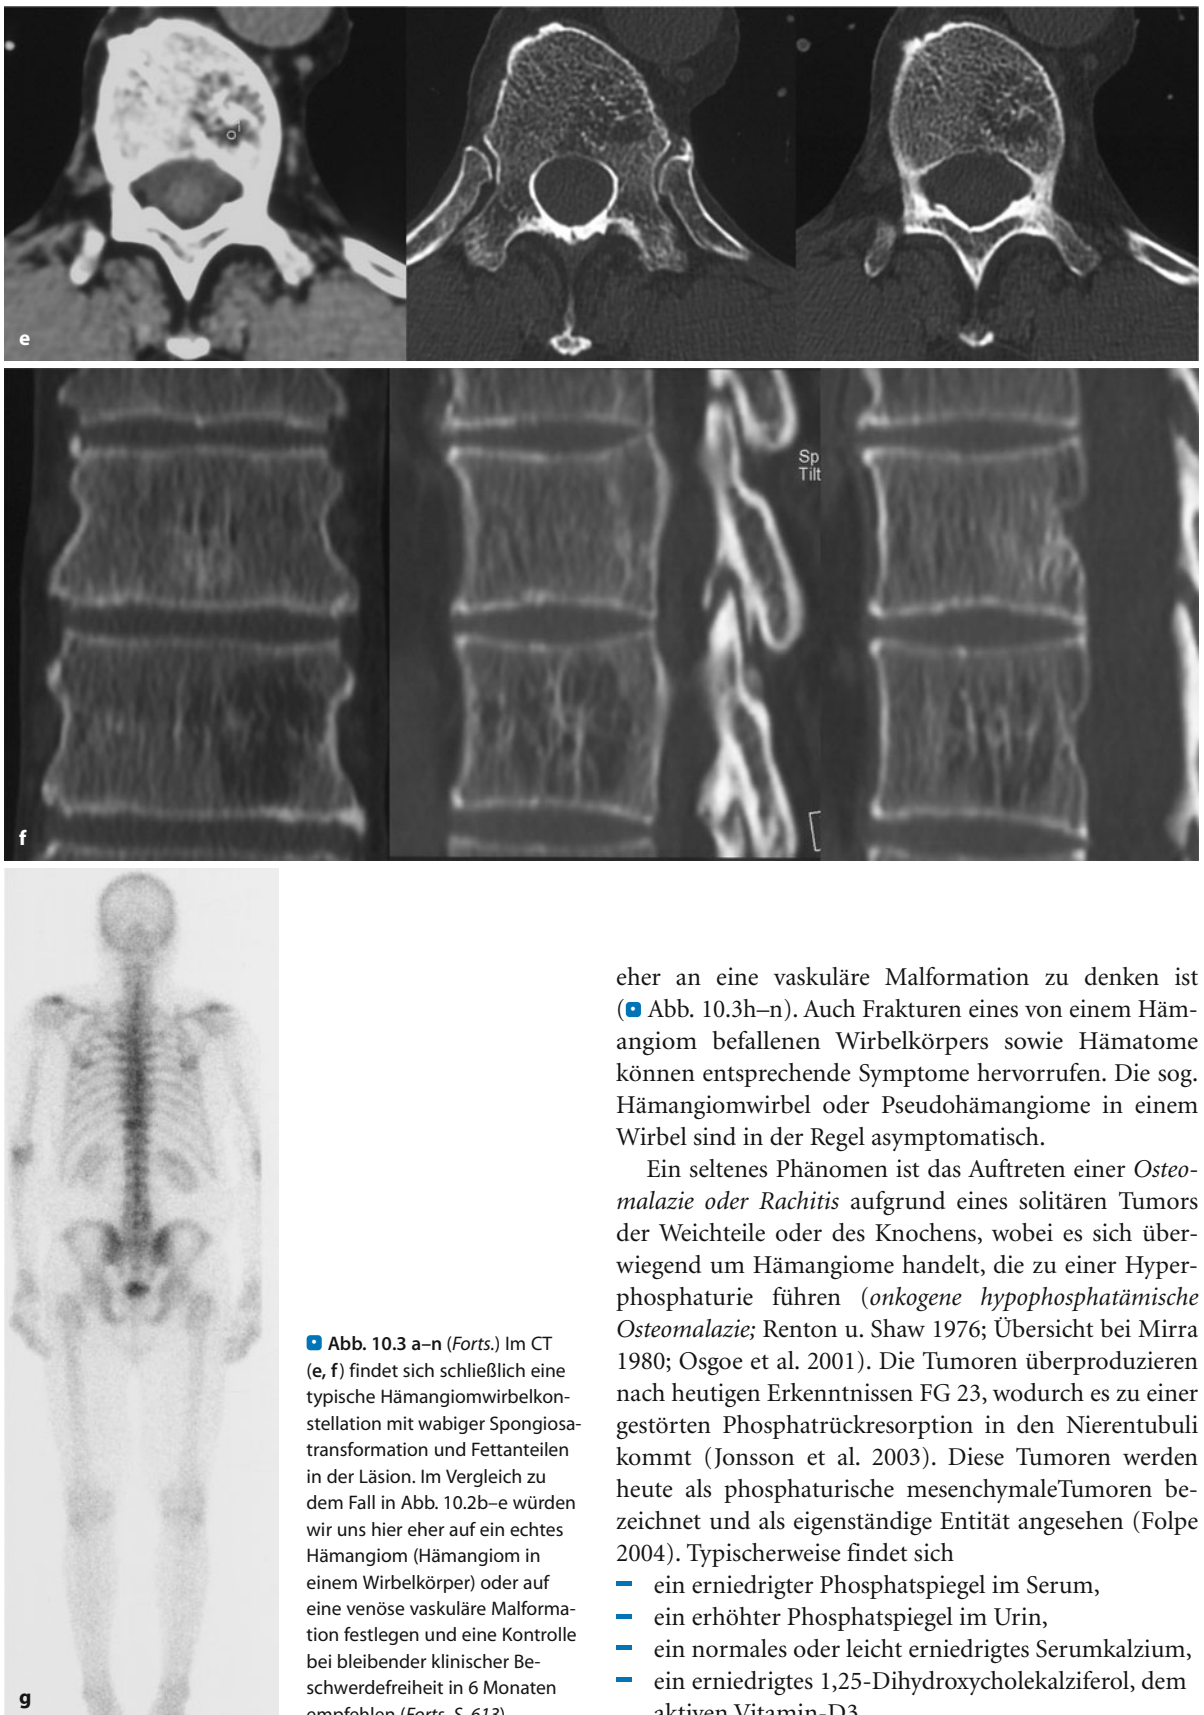 e
Sp
Tilt
f
g
Abb. 10.3 a–n (Forts.) Im CT
(e, f) findet sich schließlich eine
typische Hämangiomwirbelkon-
stellation mit wabiger Spongiosa-
transformation und Fettanteilen
in der Läsion. Im Vergleich zu
dem Fall in Abb. 10.2b–e würden
wir uns hier eher auf ein echtes
Hämangiom (Hämangiom in
einem Wirbelkörper) oder auf
eine venöse vaskuläre Malforma-
tion festlegen und eine Kontrolle
bei bleibender klinischer Be-
schwerdefreiheit in 6 Monaten
empfehlen (Forts. S. 613)
eher an eine vaskuläre Malformation zu denken ist
(Abb. 10.3h–n). Auch Frakturen eines von einem Häm-
angiom befallenen Wirbelkörpers sowie Hämatome
können entsprechende Symptome hervorrufen. Die sog.
Hämangiomwirbel oder Pseudohämangiome in einem
Wirbel sind in der Regel asymptomatisch.
Ein seltenes Phänomen ist das Auftreten einer Osteo-
malazie oder Rachitis aufgrund eines solitären Tumors
der Weichteile oder des Knochens, wobei es sich über-
wiegend um Hämangiome handelt, die zu einer Hyper-
phosphaturie führen (onkogene hypophosphatämische
Osteomalazie; Renton u. Shaw 1976; Übersicht bei Mirra
1980; Osgoe et al. 2001). Die Tumoren überproduzieren
nach heutigen Erkenntnissen FG 23, wodurch es zu einer
gestörten Phosphatrückresorption in den Nierentubuli
kommt (Jonsson et al. 2003). Diese Tumoren werden
heute als phosphaturische mesenchymaleTumoren be-
zeichnet und als eigenständige Entität angesehen (Folpe
2004). Typischerweise findet sich
– ein erniedrigter Phosphatspiegel im Serum,
– ein erhöhter Phosphatspiegel im Urin,
– ein normales oder leicht erniedrigtes Serumkalzium,
– ein erniedrigtes 1,25-Dihydroxycholekalziferol, dem
aktiven Vitamin-D3